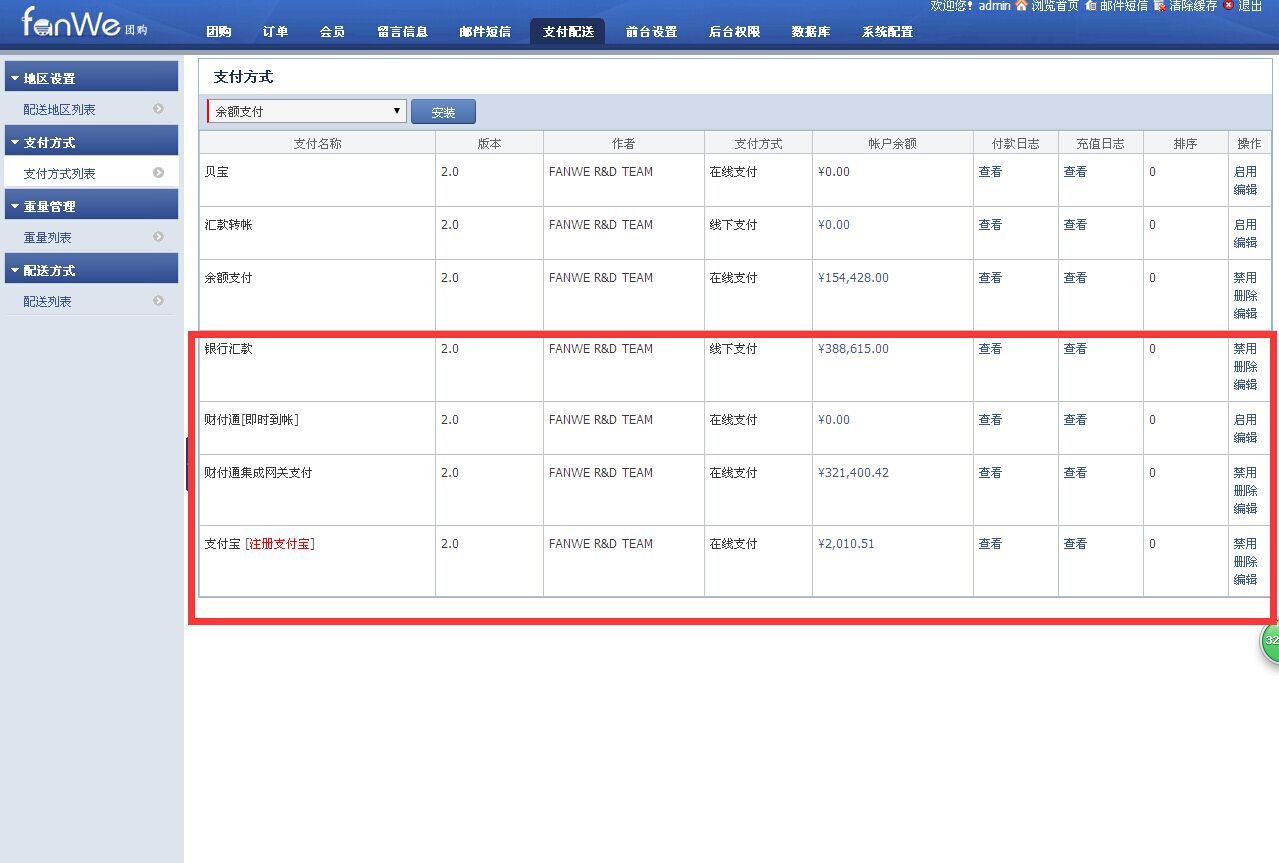 欢迎您! admin 浏览首页 邮件短信 清除缓存 退出
fanWe 团购
团购 订单 会员 留言信息 邮件短信 支付配送 前台设置 后台权限 数据库 系统配置
地区设置
配送地区列表
支付方式
支付方式列表
重量管理
重量列表
配送方式
配送列表
支付方式
余额支付 安装
支付名称 版本 作者 支付方式 帐户余额 付款日志 充值日志 排序 操作
贝宝 2.0 FANWE R&D TEAM 在线支付 ¥0.00 查看 查看 0 启用
编辑
汇款转帐 2.0 FANWE R&D TEAM 线下支付 ¥0.00 查看 查看 0 启用
编辑
余额支付 2.0 FANWE R&D TEAM 在线支付 ¥154,428.00 查看 查看 0 禁用
删除
编辑
银行汇款 2.0 FANWE R&D TEAM 线下支付 ¥388,615.00 查看 查看 0 禁用
删除
编辑
财付通[即时到帐] 2.0 FANWE R&D TEAM 在线支付 ¥0.00 查看 查看 0 启用
编辑
财付通集成网关支付 2.0 FANWE R&D TEAM 在线支付 ¥321,400.42 查看 查看 0 禁用
删除
编辑
支付宝 [注册支付宝] 2.0 FANWE R&D TEAM 在线支付 ¥2,010.51 查看 查看 0 禁用
删除
编辑
32